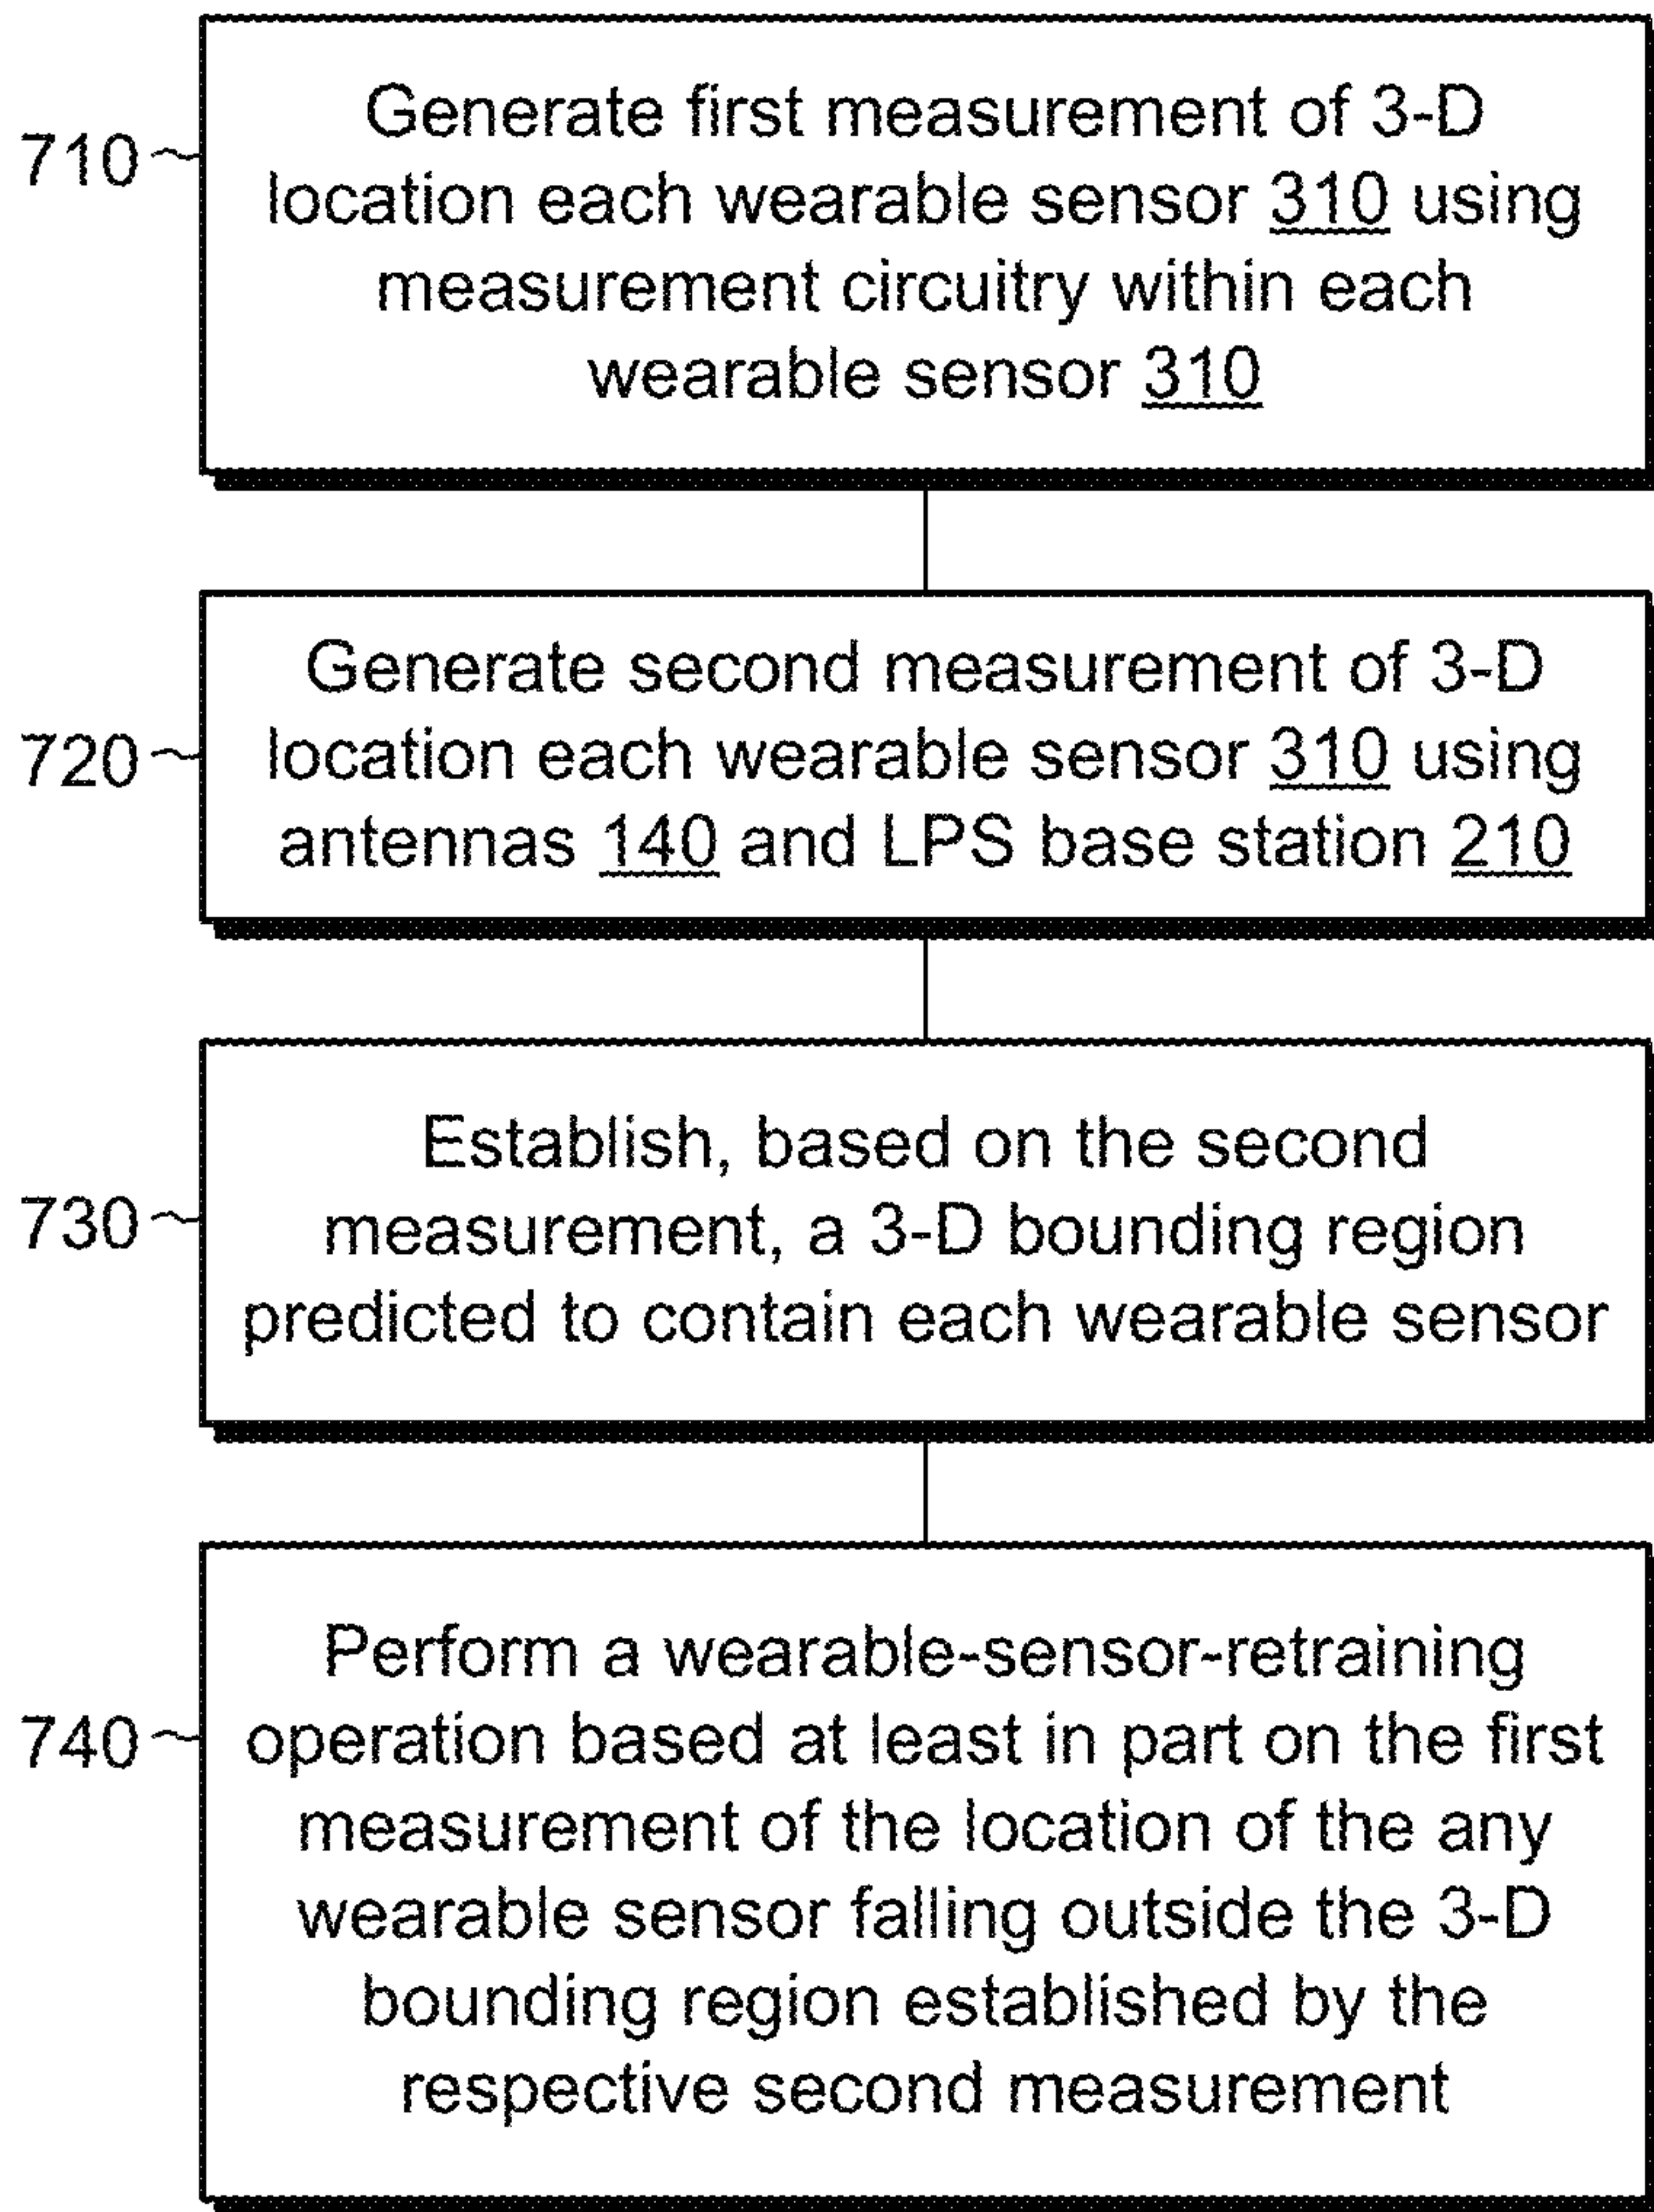 Generate first measurement of 3-D
710
location each wearable sensor 310 using
measurement circuitry within each
wearable sensor 310
Generate second measurement of 3-D
720
location each wearable sensor 310 using
antennas 140 and LPS base station 210
Establish, based on the second
730
measurement, a 3-D bounding region
predicted to contain each wearable sensor
Perform a wearable-sensor-retraining
740
operation based at least in part on the first
measurement of the location of the any
wearable sensor falling outside the 3-D
bounding region established by the
respective second measurement